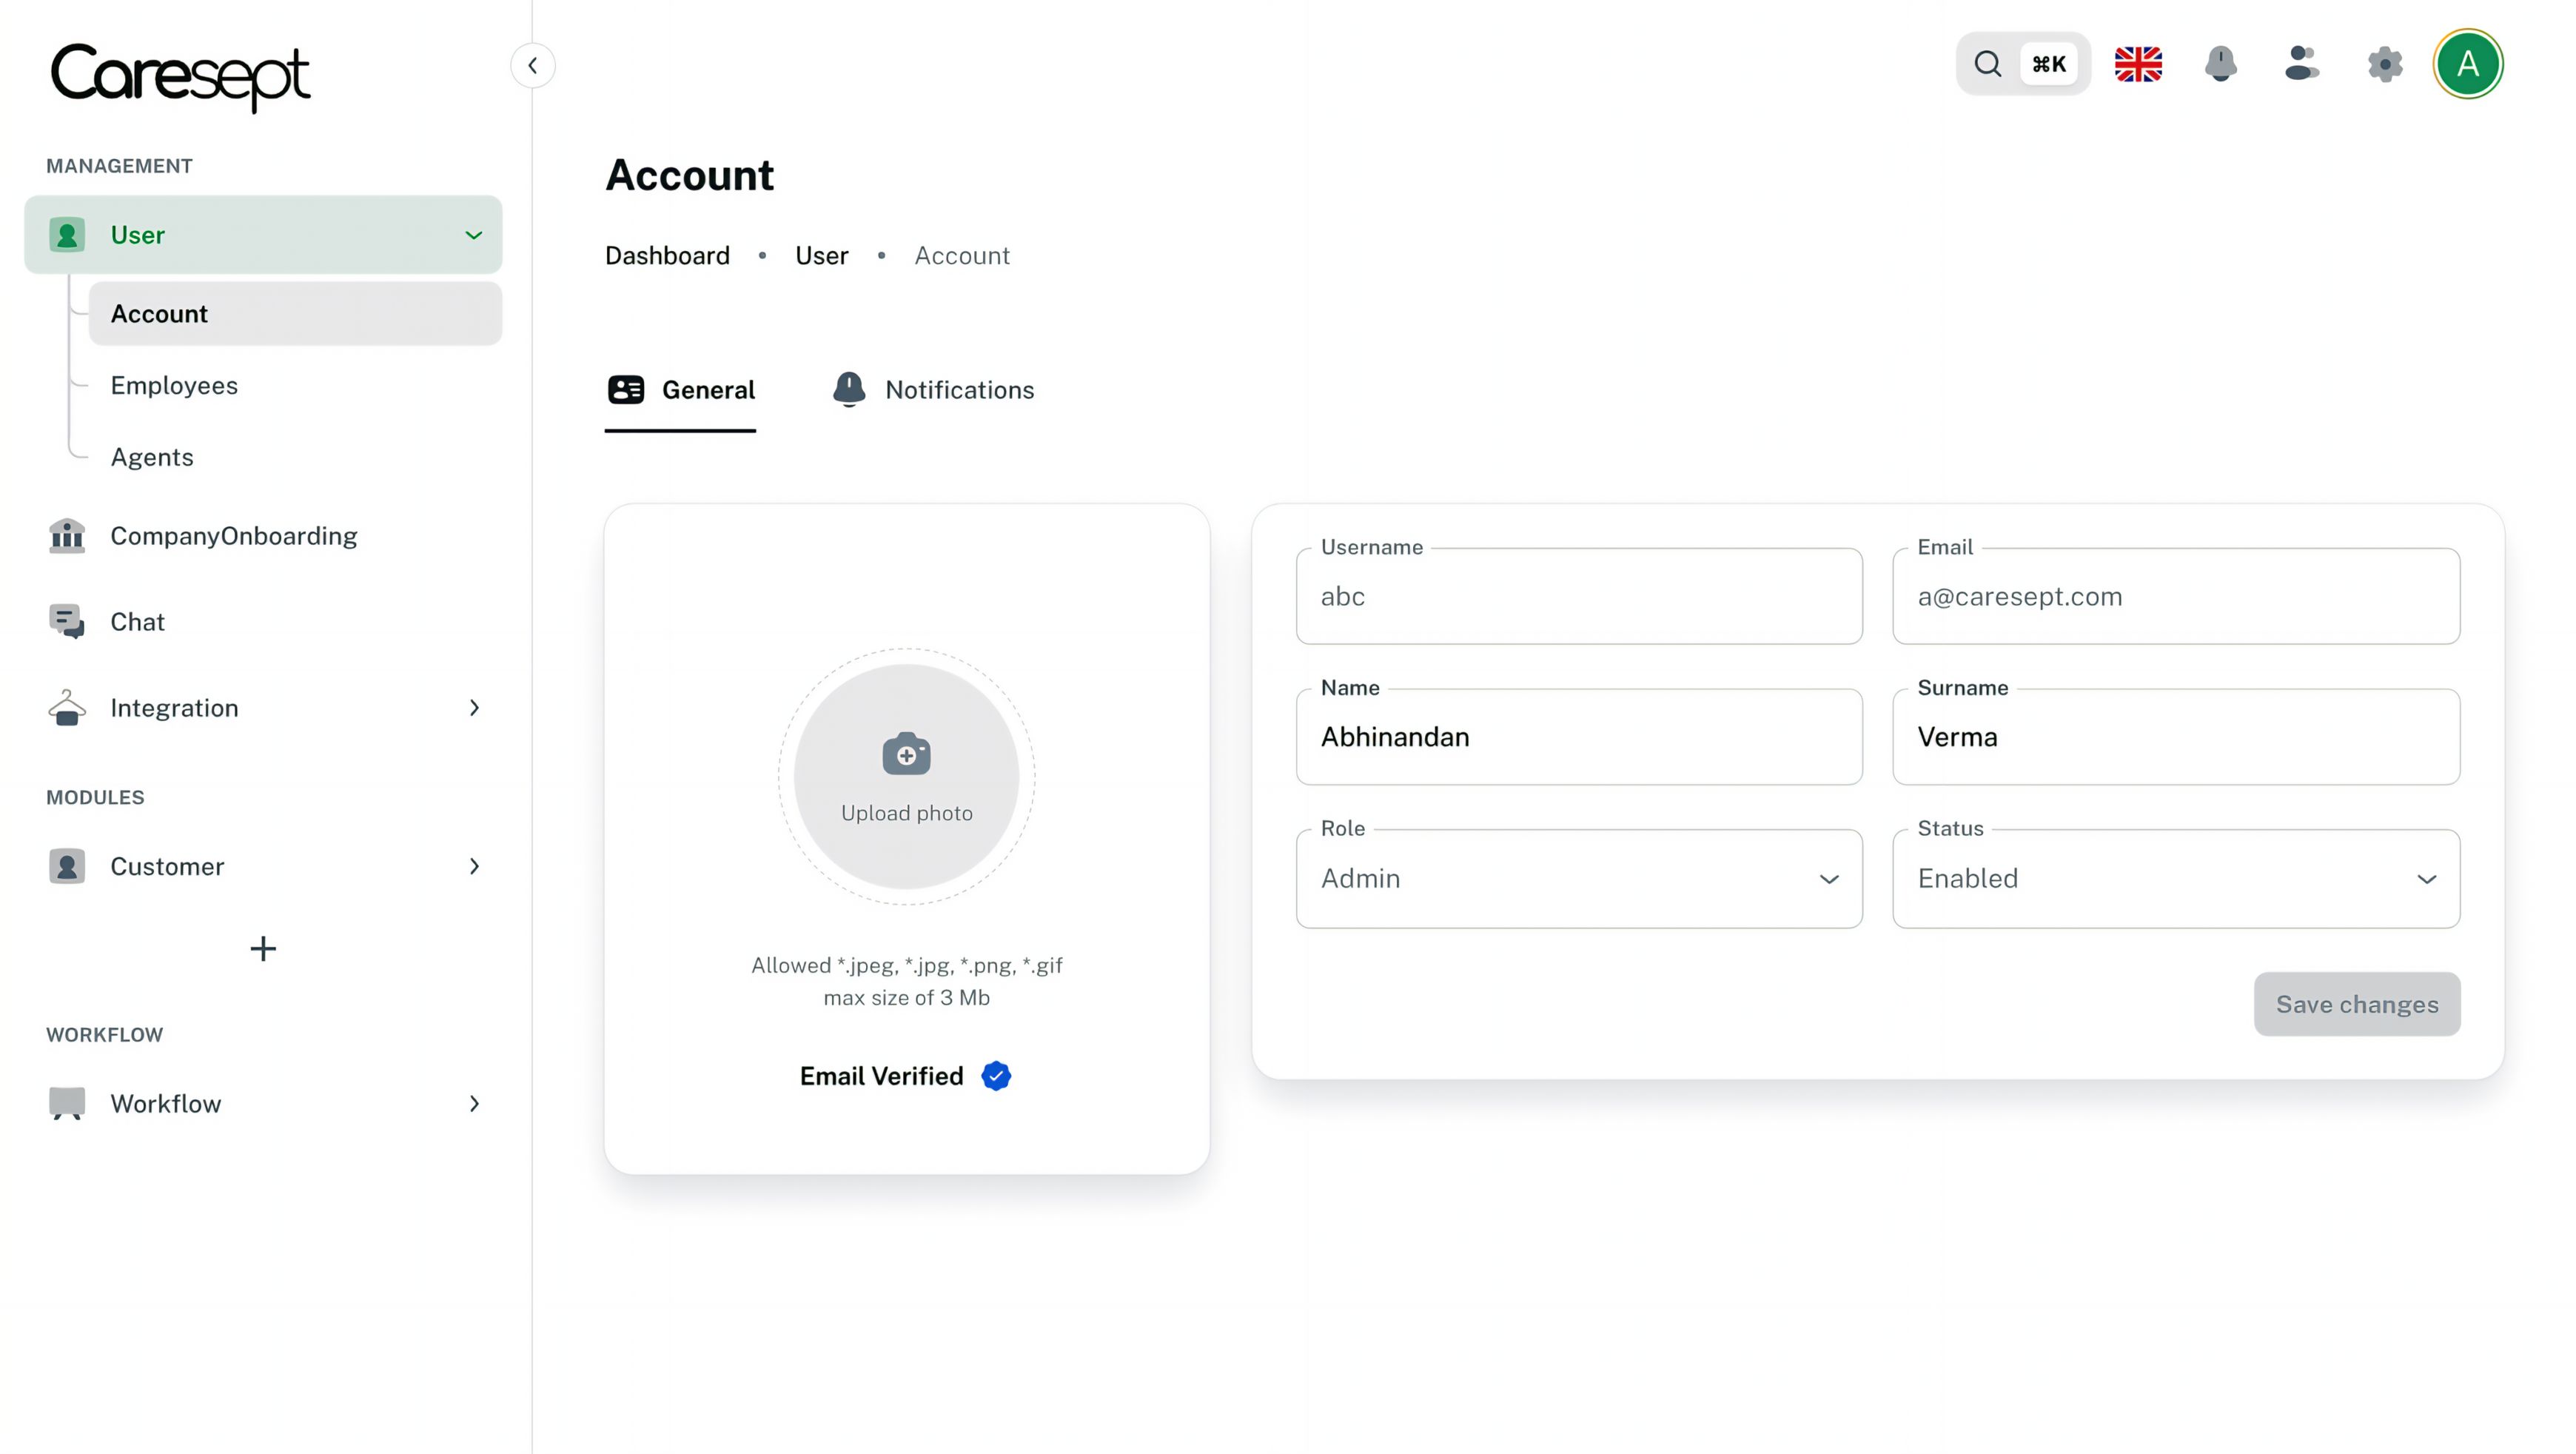 Caresept
⌘K
A
MANAGEMENT
User
Account
Employees
Agents
CompanyOnboarding
Chat
Integration
MODULES
Customer
+
WORKFLOW
Workflow
Account
Dashboard • User • Account
General
Notifications
Upload photo
Allowed *.jpeg, *.jpg, *.png, *.gif
max size of 3 Mb
Email Verified
Username
abc
Email
a@caresept.com
Name
Abhinandan
Surname
Verma
Role
Admin
Status
Enabled
Save changes